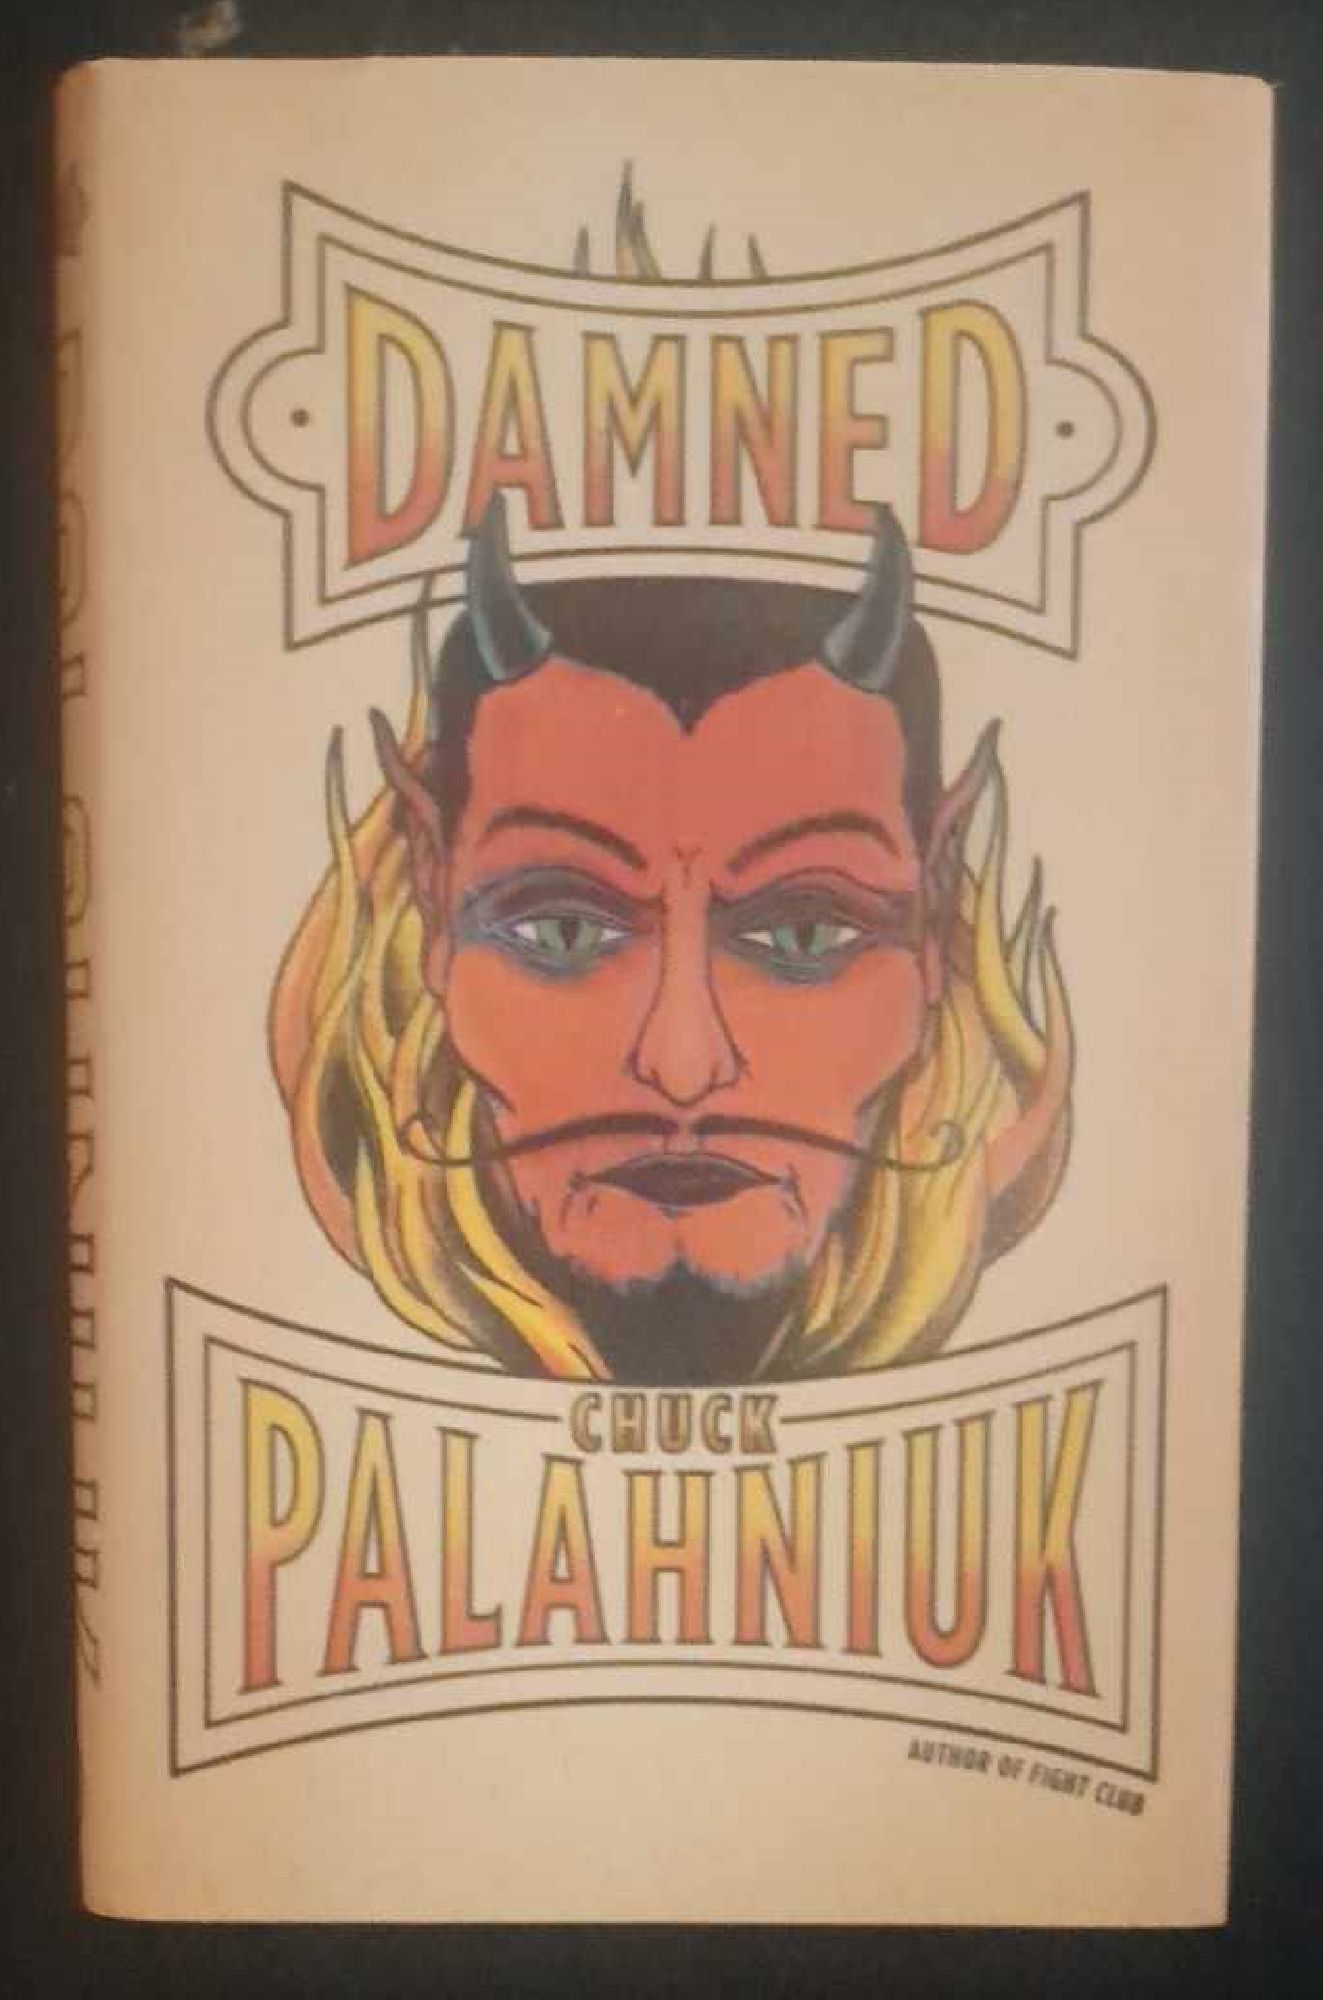 DAMNED
CHUCK
PALAHNIUK
AUTHOR OF FIGHT CLUB